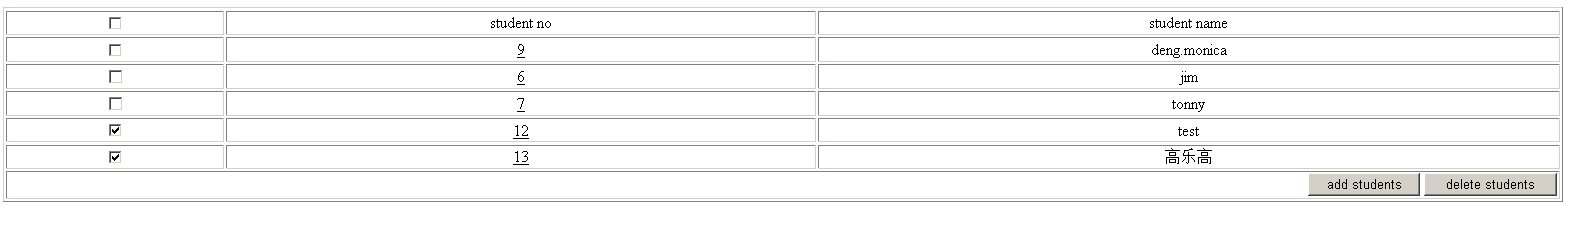 student no student name
9 deng.monica
6 jim
7 tonny
12 test
13 高乐高
add students delete students